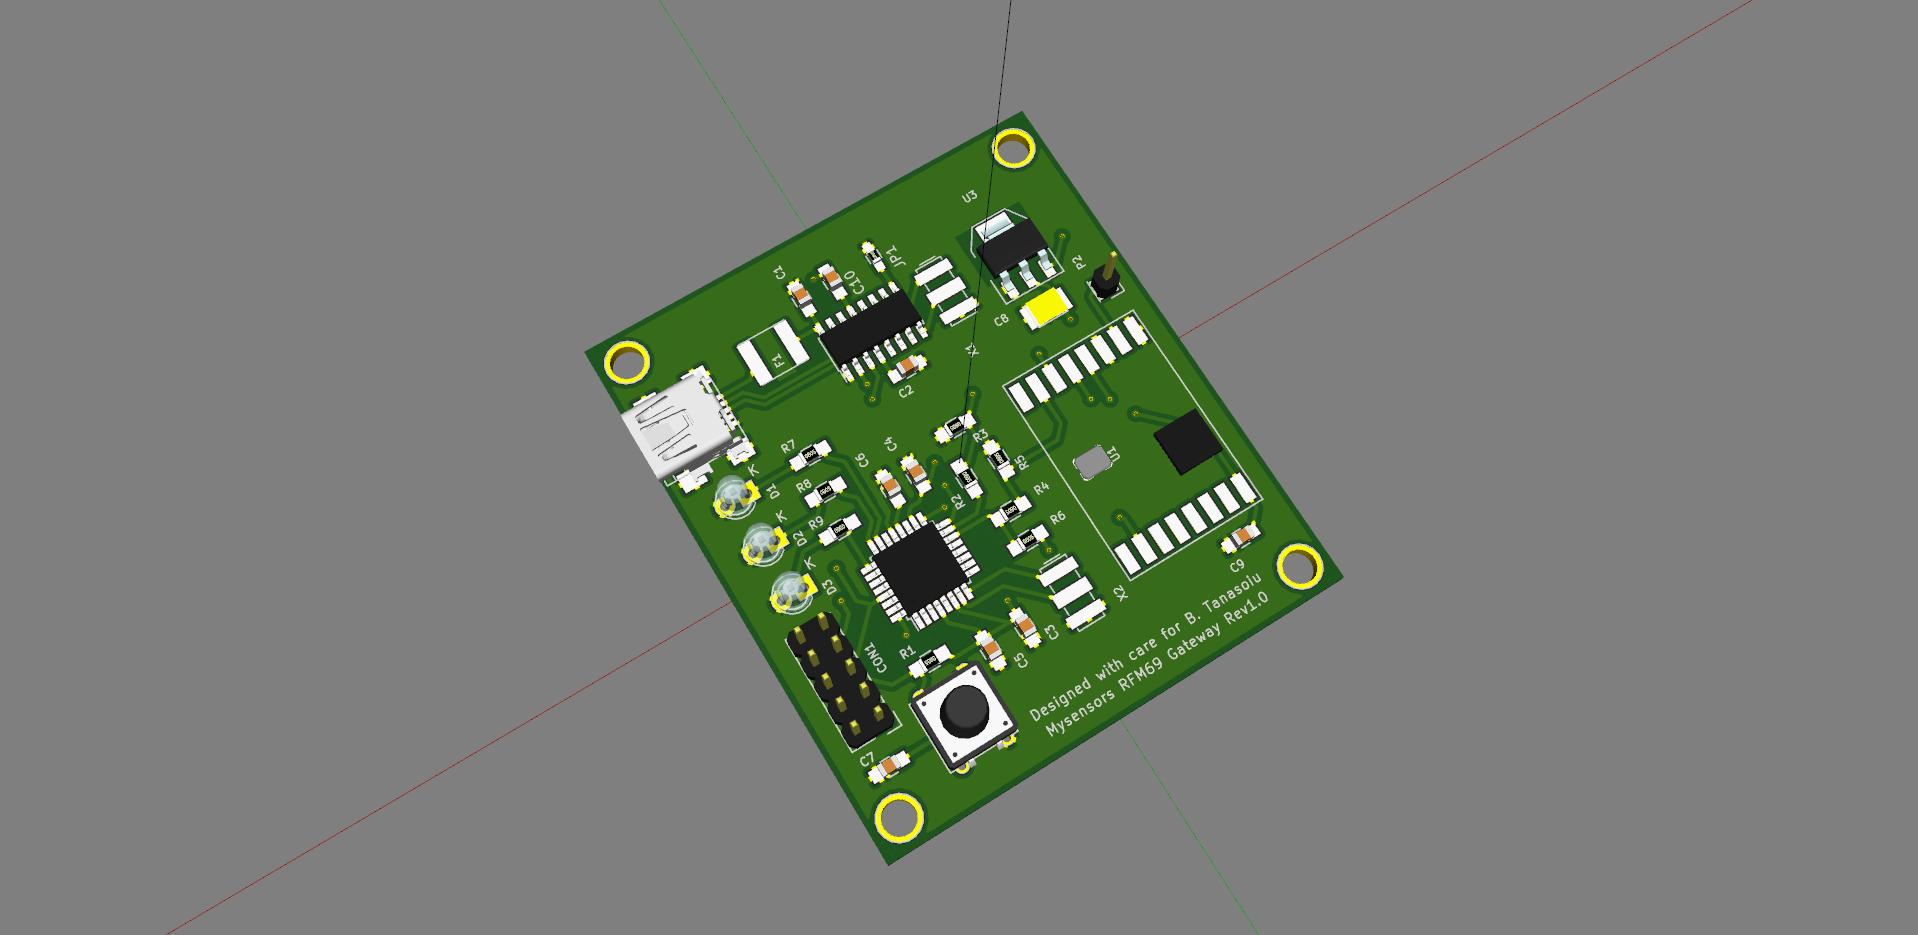 U3
P2
JP1
C1
C10
C8
F1
X1
C2
U1
R7
K
D1
R8
K
D2
R9
K
D3
C6
C4
R3
R5
R2
R4
R6
C9
X2
C3
C5
R1
CON1
C7
Designed with care for B. Tanasoiu
Mysensors RFM69 Gateway Rev1.0